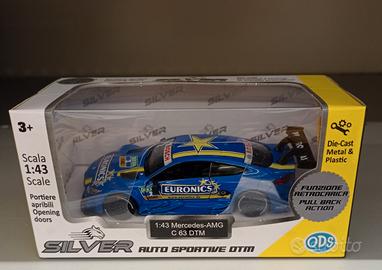 SILVER
3+
Scala
1:43
Scale
Portiere
apribili
Opening
doors
EURONICS
1:43 Mercedes-AMG
C 63 DTM
Die-Cast
Metal &
Plastic
FUNZIONE
RETROCARICA
PULL BACK
ACTION
SILVER AUTO SPORTIVE DTM
ODS